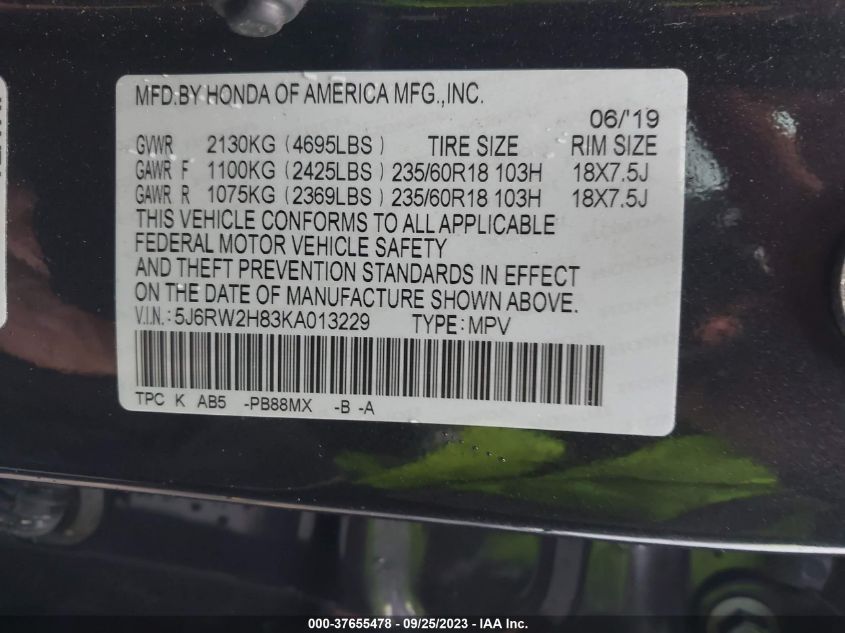 MFD.BY HONDA OF AMERICA MFG.,INC.
06/'19
GVWR 2130KG (4695LBS) TIRE SIZE RIM SIZE
GAWR F 1100KG (2425LBS) 235/60R18 103H 18X7.5J
GAWR R 1075KG (2369LBS) 235/60R18 103H 18X7.5J
THIS VEHICLE CONFORMS TO ALL APPLICABLE
FEDERAL MOTOR VEHICLE SAFETY
AND THEFT PREVENTION STANDARDS IN EFFECT
ON THE DATE OF MANUFACTURE SHOWN ABOVE.
V.I.N.: 5J6RW2H83KA013229 TYPE: MPV
TPC K AB5 -PB88MX -B -A
000-37655478 - 09/25/2023 - IAA Inc.